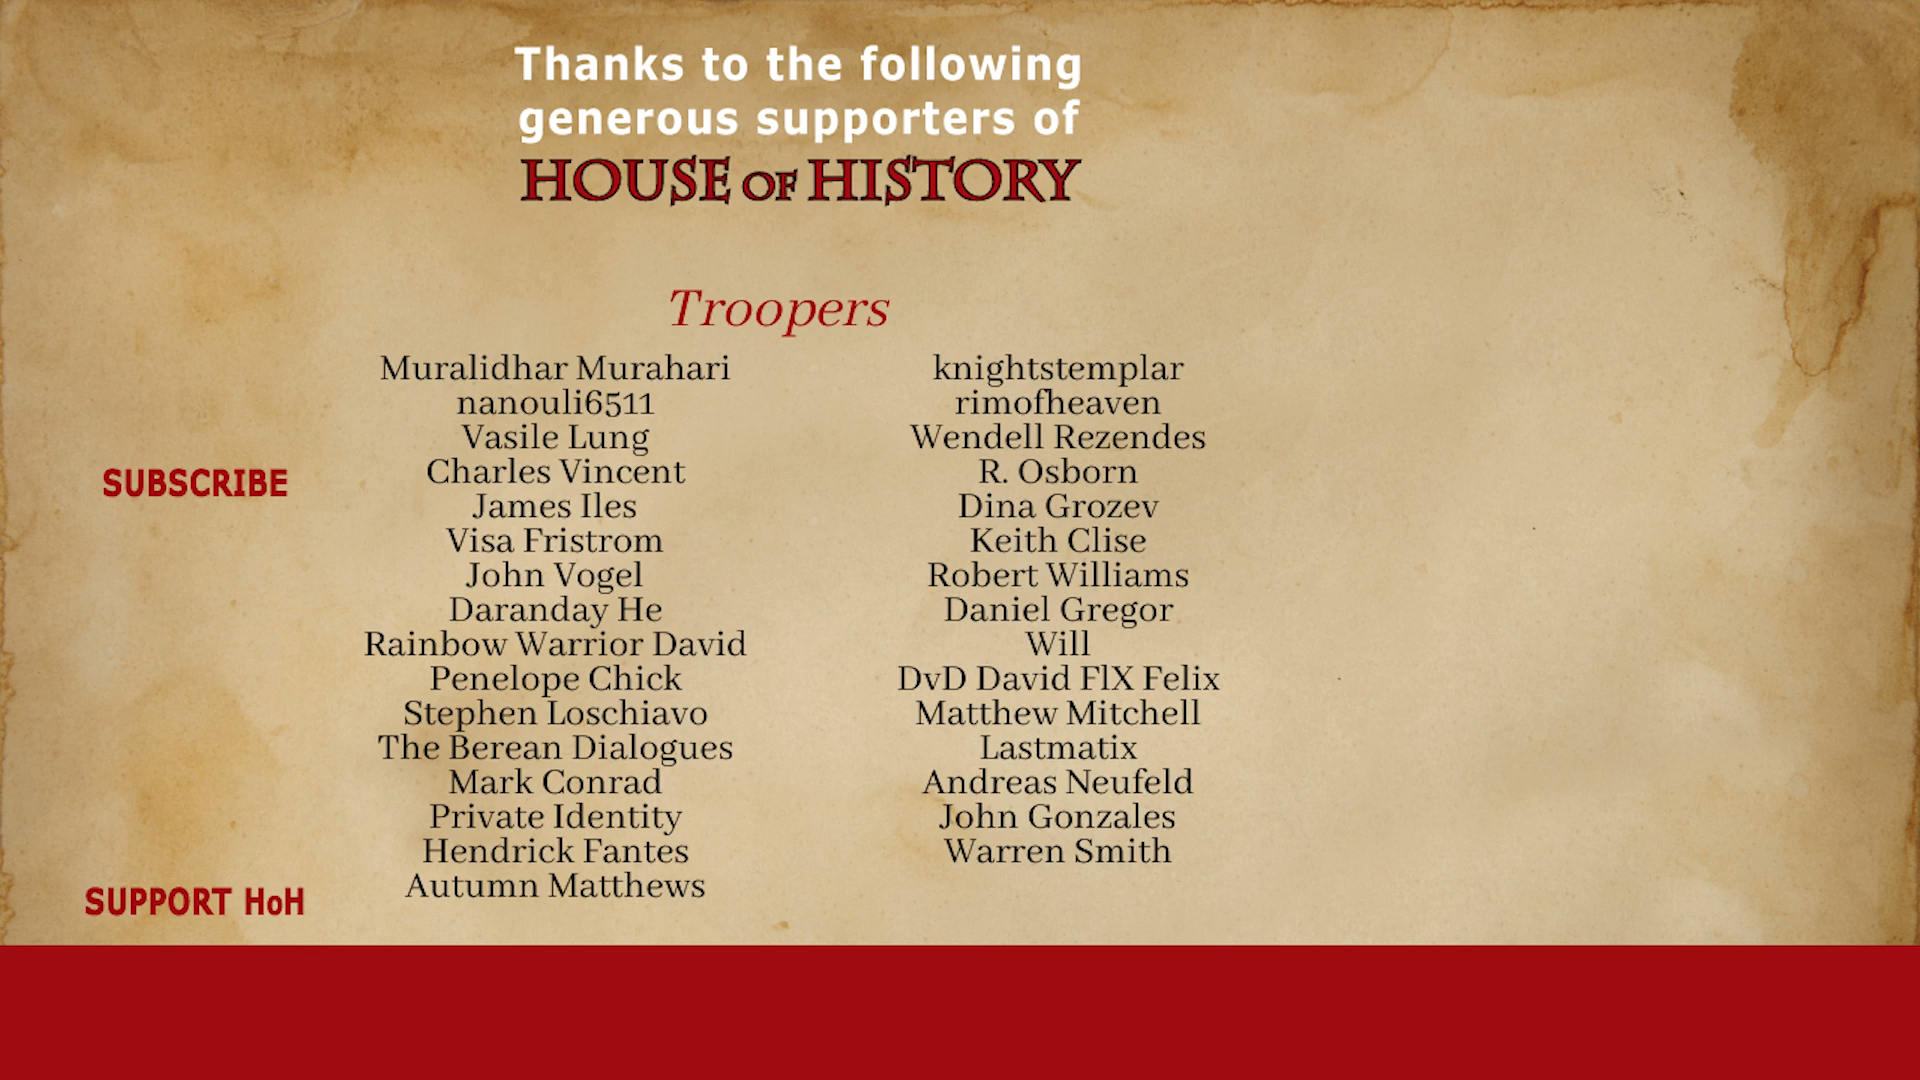 Thanks to the following
generous supporters of
HOUSE OF HISTORY
Troopers
Muralidhar Murahari
nanouli6511
Vasile Lung
Charles Vincent
James Iles
Visa Fristrom
John Vogel
Daranday He
Rainbow Warrior David
Penelope Chick
Stephen Loschiavo
The Berean Dialogues
Mark Conrad
Private Identity
Hendrick Fantes
Autumn Matthews
knightstemplar
rimofheaven
Wendell Rezendes
R. Osborn
Dina Grozev
Keith Clise
Robert Williams
Daniel Gregor
Will
DvD David FlX Felix
Matthew Mitchell
Lastmatix
Andreas Neufeld
John Gonzales
Warren Smith
SUBSCRIBE
SUPPORT HoH